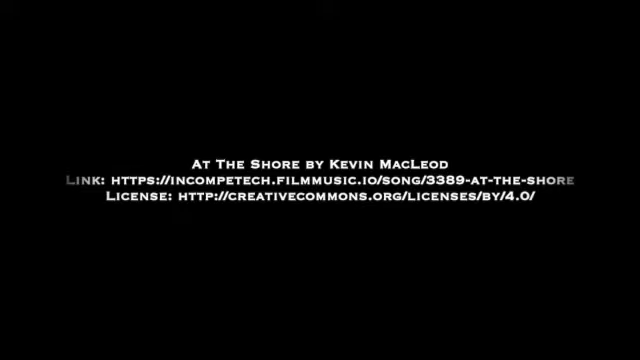 At The Shore by Kevin MacLeod
Link: https://incompetech.filmmusic.io/song/3389-at-the-shore
License: http://creativecommons.org/licenses/by/4.0/